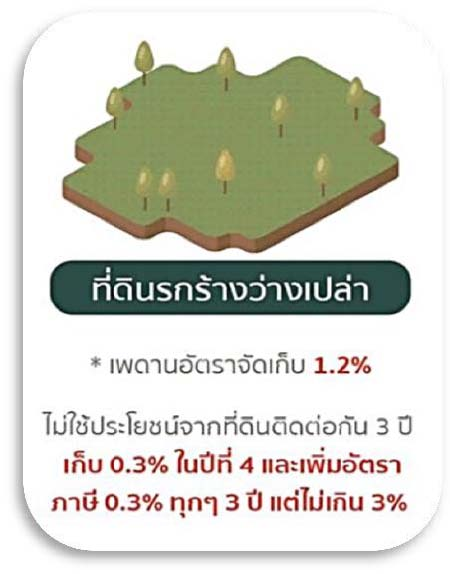 ที่ดินรกร้างว่างเปล่า
* เพดานอัตราจัดเก็บ 1.2%
ไม่ใช้ประโยชน์จากที่ดินติดต่อกัน 3 ปี
เก็บ 0.3% ในปีที่ 4 และเพิ่มอัตรา
ภาษี 0.3% ทุกๆ 3 ปี แต่ไม่เกิน 3%